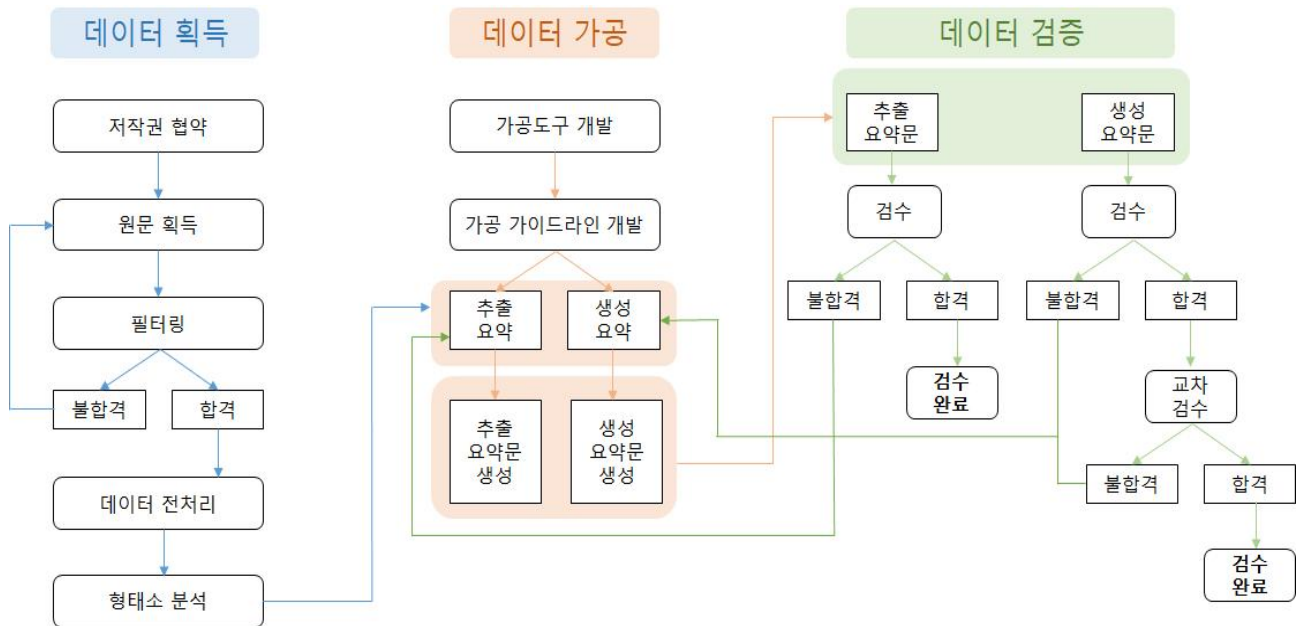 데이터 획득
저작권 협약
원문 획득
필터링
불합격
합격
데이터 전처리
형태소 분석
데이터 가공
가공도구 개발
가공 가이드라인 개발
추출
요약
생성
요약
추출
요약문
생성
생성
요약문
생성
데이터 검증
추출
요약문
생성
요약문
검수
검수
불합격
합격
불합격
합격
검수
완료
교차
검수
불합격
합격
검수
완료